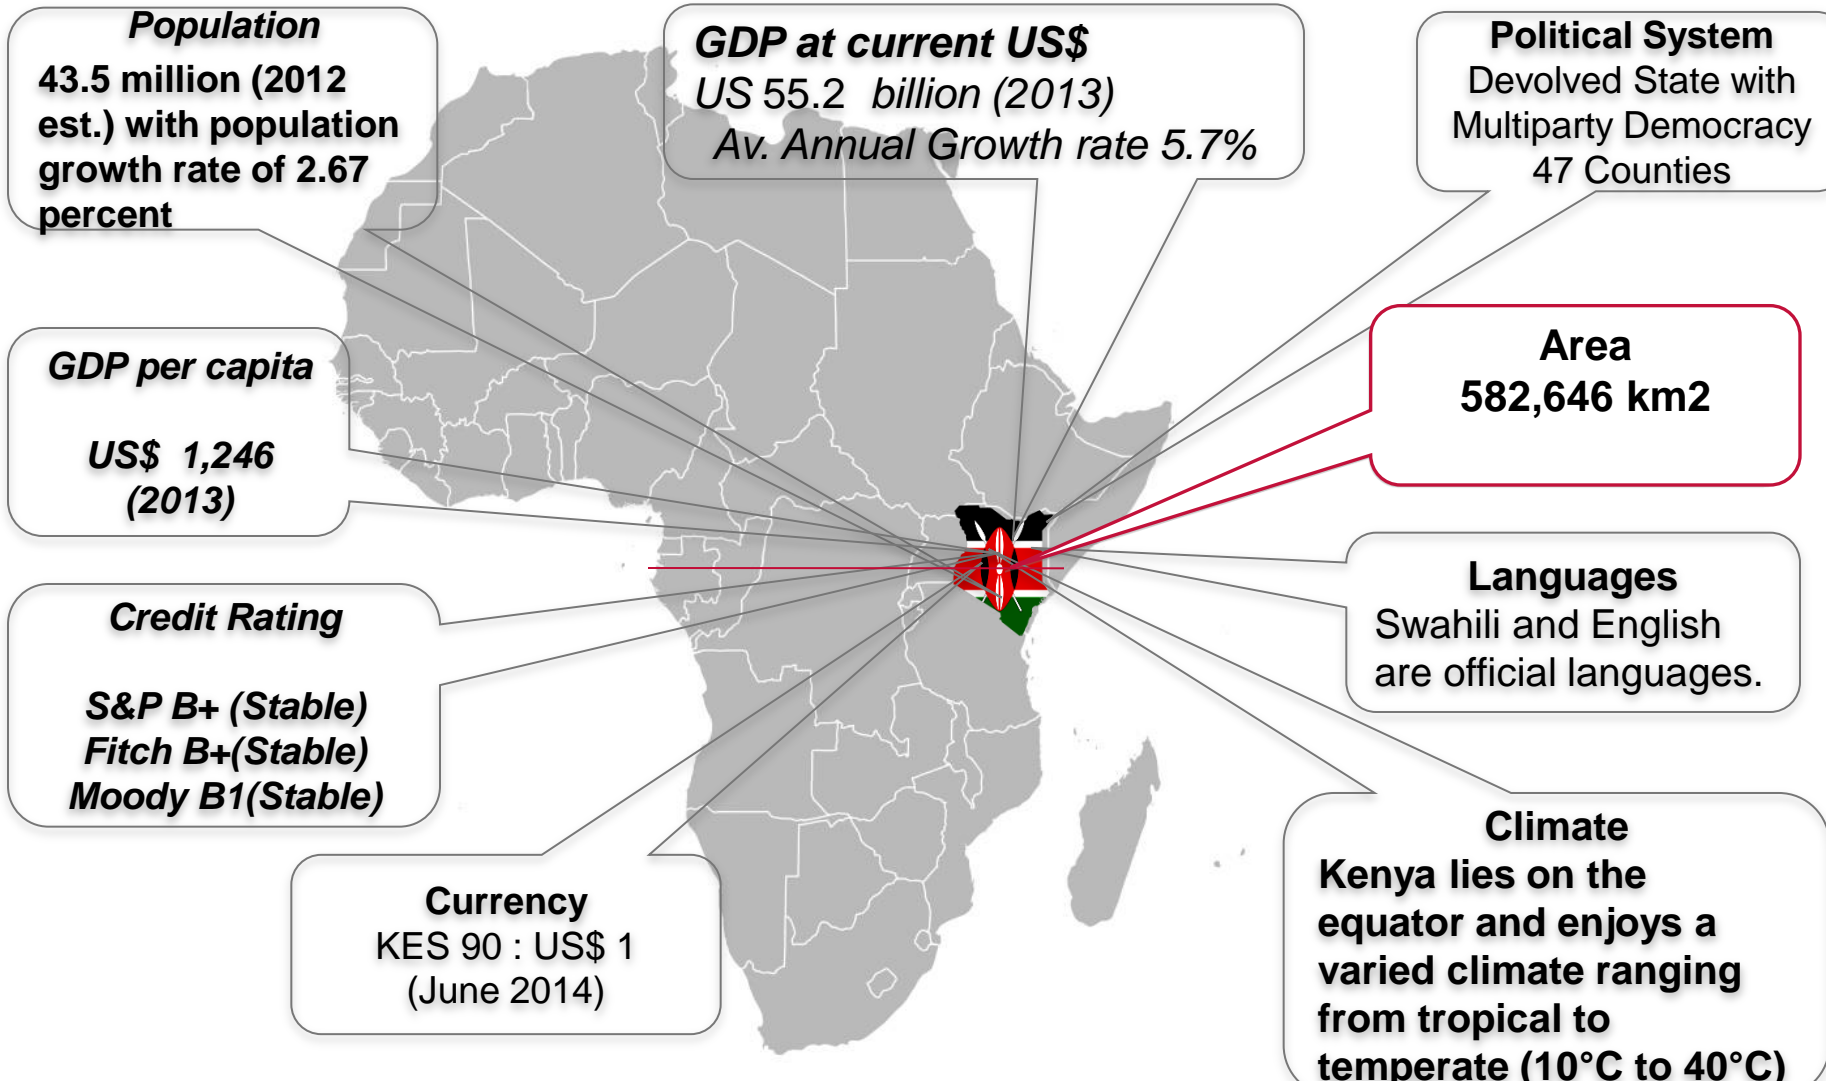 Population
43.5 million (2012
est.) with population
growth rate of 2.67
percent
GDP at current US$
US 55.2 billion (2013)
Av. Annual Growth rate 5.7%
Political System
Devolved State with
Multiparty Democracy
47 Counties
GDP per capita
US$ 1,246
(2013)
Area
582,646 km2
Credit Rating
S&P B+ (Stable)
Fitch B+(Stable)
Moody B1(Stable)
Languages
Swahili and English
are official languages.
Currency
KES 90 : US$ 1
(June 2014)
Climate
Kenya lies on the
equator and enjoys a
varied climate ranging
from tropical to
temperate (10°C to 40°C)